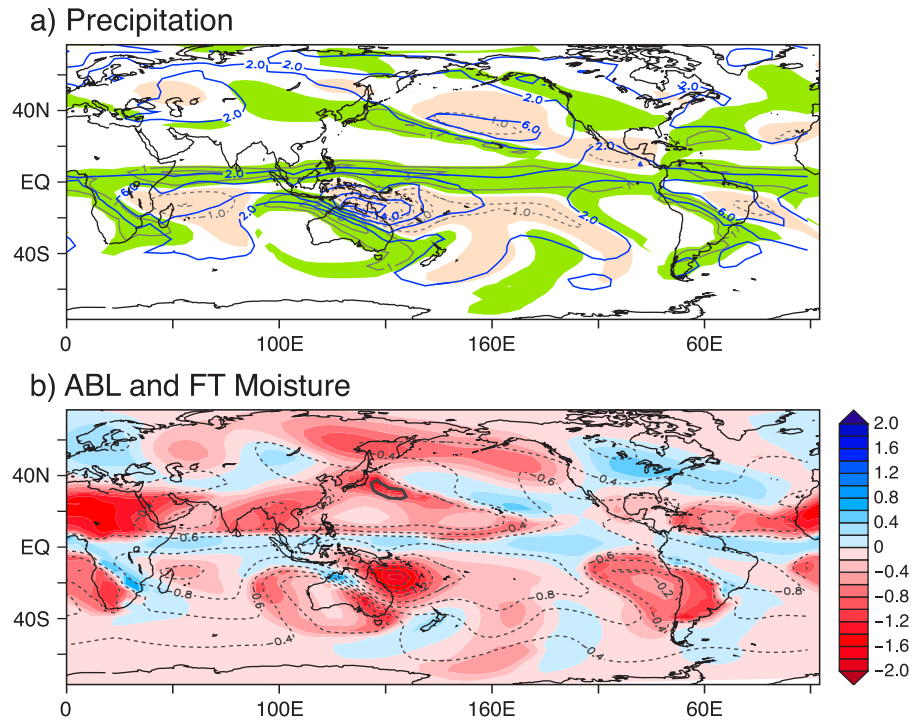 a) Precipitation
2.0 2.0 2.0
40N 2.0 6.0 2.0
2.0
EQ 2.0
1.0 2.0 1.0 2.0 6.0
40S
0 100E 160E 60E
b) ABL and FT Moisture
2.0
1.6
1.2
0.8
0.4
0
−0.4
−0.8
−1.2
−1.6
−2.0
40N 0.4 0.6 0.4
0.4
EQ 0.6 0.6
0.8 0.6 0.8 0.2 0.8
40S 0.4 0.4 0.4
0 100E 160E 60E